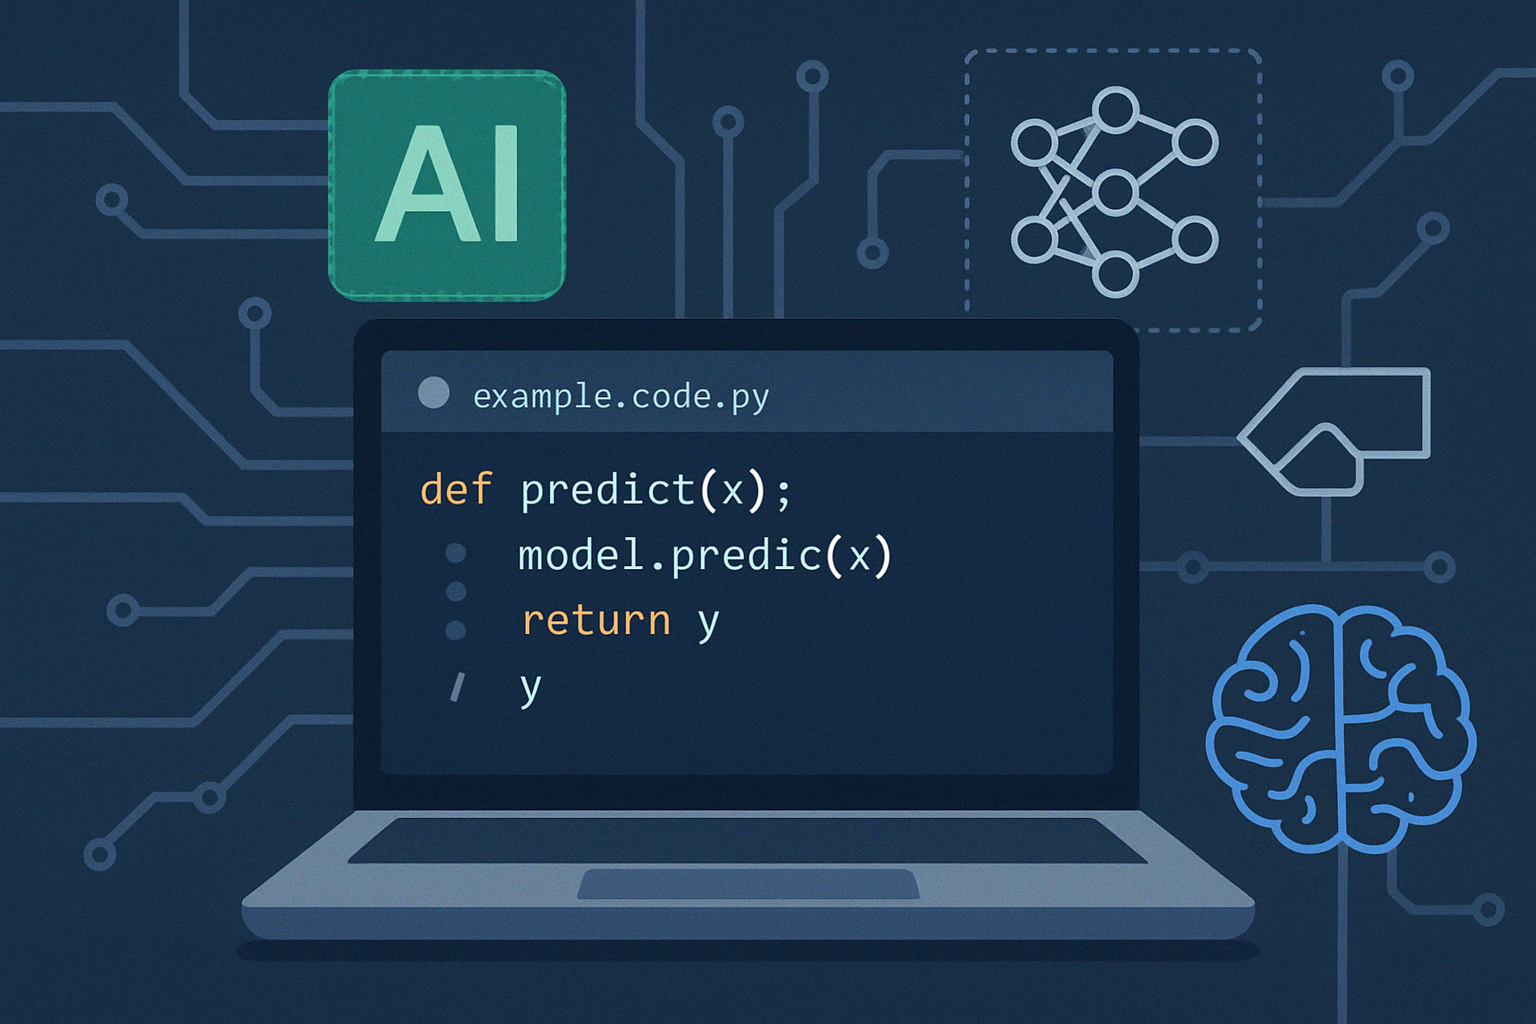 AI
example.code.py
def predict(x);
model.predic(x)
return y
y